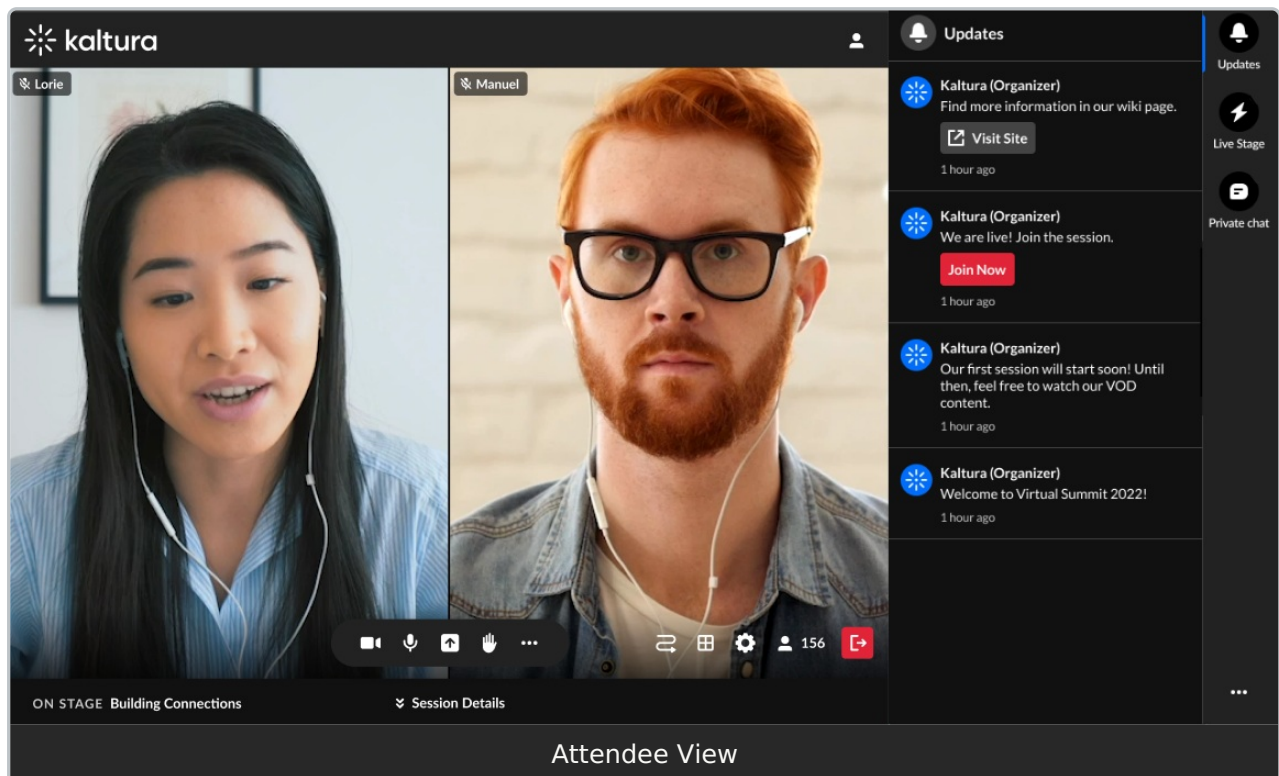 kaltura
Lorie
Manuel
156
ON STAGE Building Connections
Session Details
Updates
Kaltura (Organizer)
Find more information in our wiki page.
Visit Site
1 hour ago
Kaltura (Organizer)
We are live! Join the session.
Join Now
1 hour ago
Kaltura (Organizer)
Our first session will start soon! Until
then, feel free to watch our VOD
content.
1 hour ago
Kaltura (Organizer)
Welcome to Virtual Summit 2022!
1 hour ago
Updates
Live Stage
Private chat
Attendee View